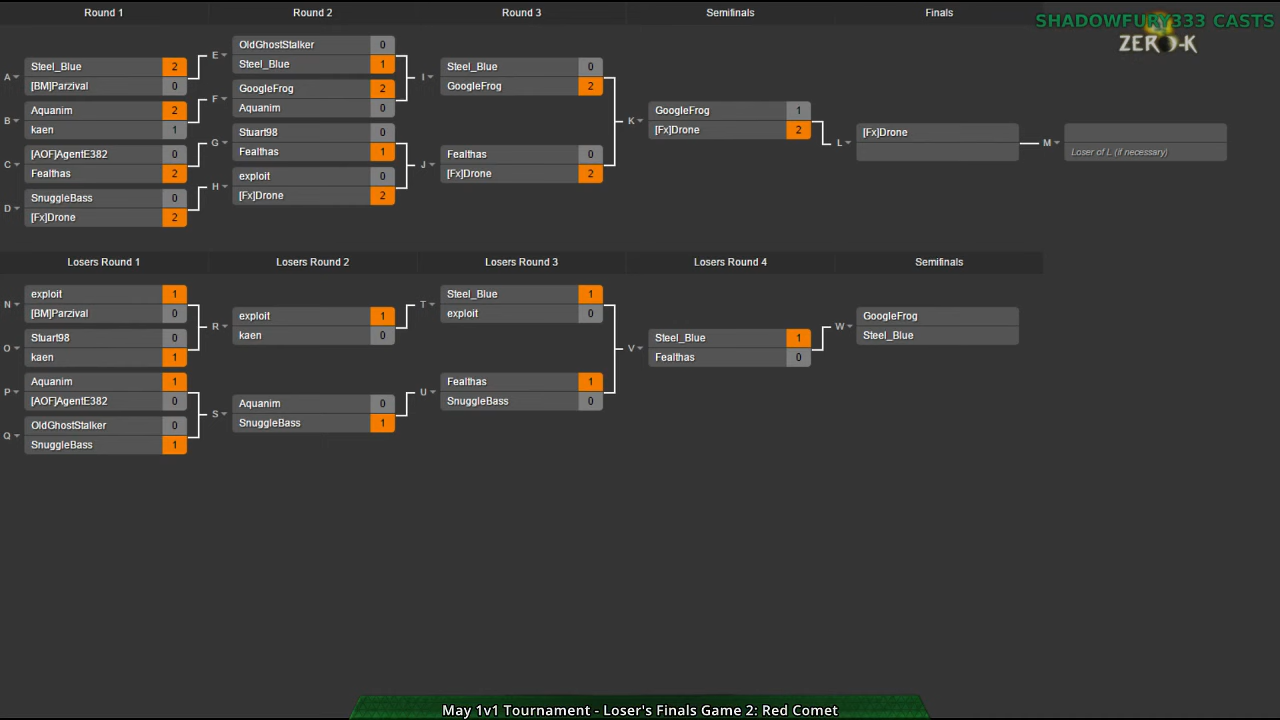 Round 1
Round 2
Round 3
Semifinals
Finals
SHADOWFURY333 CASTS
ZERO-K
A
Steel_Blue 2
[BM]Parzival 0
B
Aquanim 2
kaen 1
C
[AOF]AgentE382 0
Fealthas 2
D
SnuggleBass 0
[Fx]Drone 2
E
OldGhostStalker 0
Steel_Blue 1
F
GoogleFrog 2
Aquanim 0
G
Stuart98 0
Fealthas 1
H
exploit 0
[Fx]Drone 2
I
Steel_Blue 0
GoogleFrog 2
J
Fealthas 0
[Fx]Drone 2
K
GoogleFrog 1
[Fx]Drone 2
L
[Fx]Drone
M
Loser of L (if necessary)
Losers Round 1
Losers Round 2
Losers Round 3
Losers Round 4
Semifinals
N
exploit 1
[BM]Parzival 0
O
Stuart98 0
kaen 1
P
Aquanim 1
[AOF]AgentE382 0
Q
OldGhostStalker 0
SnuggleBass 1
R
exploit 1
kaen 0
S
Aquanim 0
SnuggleBass 1
T
Steel_Blue 1
exploit 0
U
Fealthas 1
SnuggleBass 0
V
Steel_Blue 1
Fealthas 0
W
GoogleFrog
Steel_Blue
May 1v1 Tournament - Loser's Finals Game 2: Red Comet